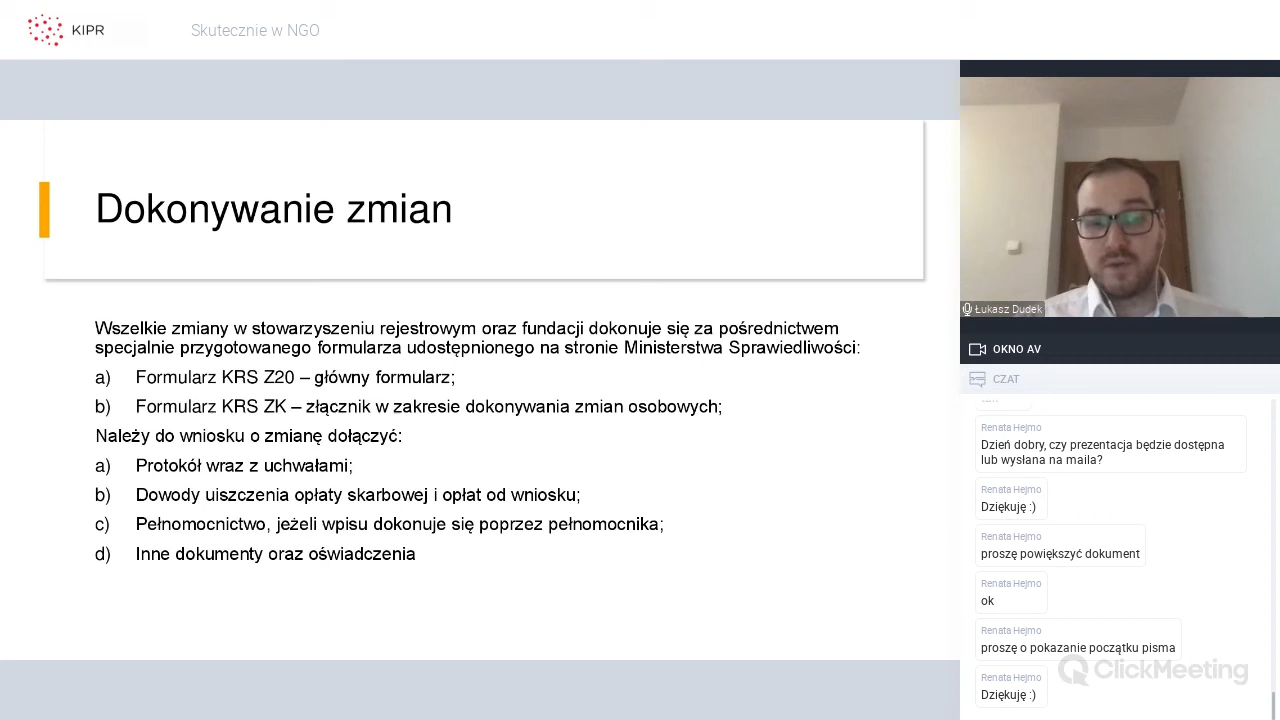 KIPR
Skutecznie w NGO
Dokonywanie zmian
Wszelkie zmiany w stowarzyszeniu rejestrowym oraz fundacji dokonuje się za pośrednictwem
specjalnie przygotowanego formularza udostępnionego na stronie Ministerstwa Sprawiedliwości:
a) Formularz KRS Z20 – główny formularz;
b) Formularz KRS ZK – złącznik w zakresie dokonywania zmian osobowych;
Należy do wniosku o zmianę dołączyć:
a) Protokół wraz z uchwałami;
b) Dowody uiszczenia opłaty skarbowej i opłat od wniosku;
c) Pełnomocnictwo, jeżeli wpisu dokonuje się poprzez pełnomocnika;
d) Inne dokumenty oraz oświadczenia
Łukasz Dudek
OKNO AV
CZAT
Renata Hejmo
Dzień dobry, czy prezentacja będzie dostępna
lub wysłana na maila?
Renata Hejmo
Dziękuję :)
Renata Hejmo
proszę powiększyć dokument
Renata Hejmo
ok
Renata Hejmo
proszę o pokazanie początku pisma
Renata Hejmo
Dziękuję :)
ClickMeeting